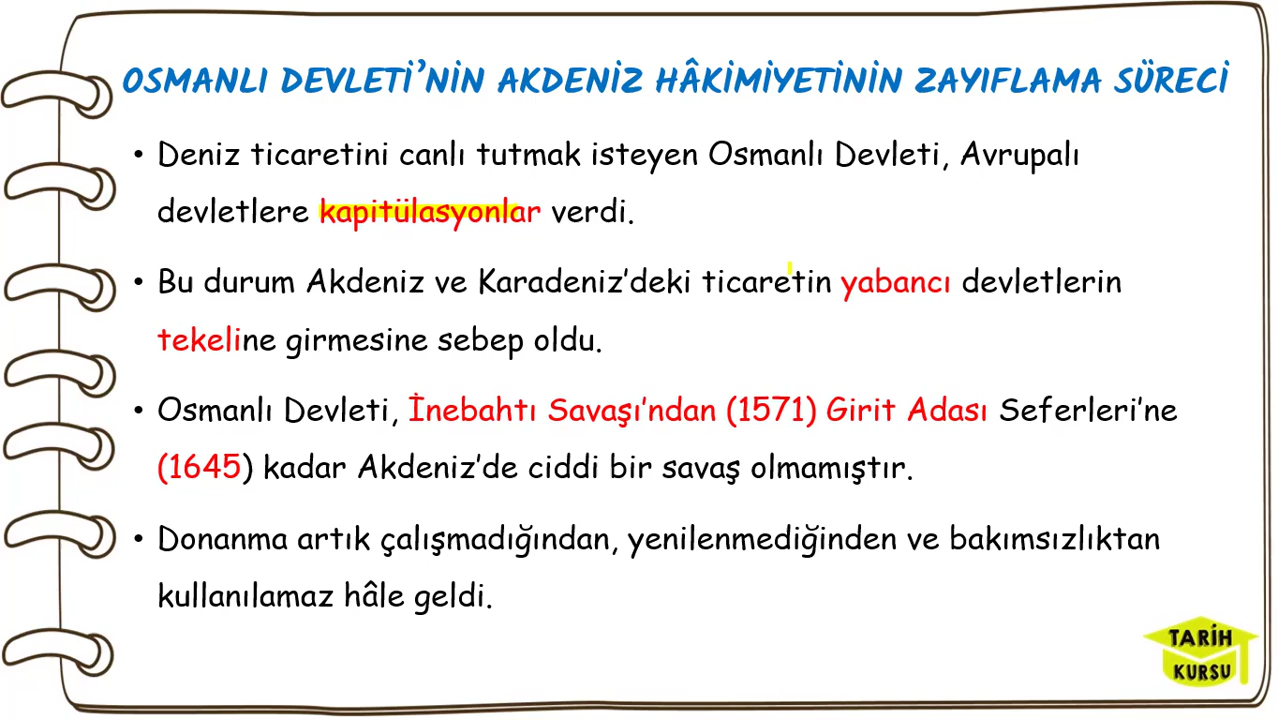 OSMANLI DEVLETİ’NİN AKDENİZ HÂKİMİYETİNİN ZAYIFLAMA SÜRECİ
• Deniz ticaretini canlı tutmak isteyen Osmanlı Devleti, Avrupalı
devletlere kapitülasyonlar verdi.
• Bu durum Akdeniz ve Karadeniz’deki ticaretin yabancı devletlerin
tekeline girmesine sebep oldu.
• Osmanlı Devleti, İnebahtı Savaşı’ndan (1571) Girit Adası Seferleri’ne
(1645) kadar Akdeniz’de ciddi bir savaş olmamıştır.
• Donanma artık çalışmadığından, yenilenmediğinden ve bakımsızlıktan
kullanılamaz hâle geldi.
TARİH
KURSU